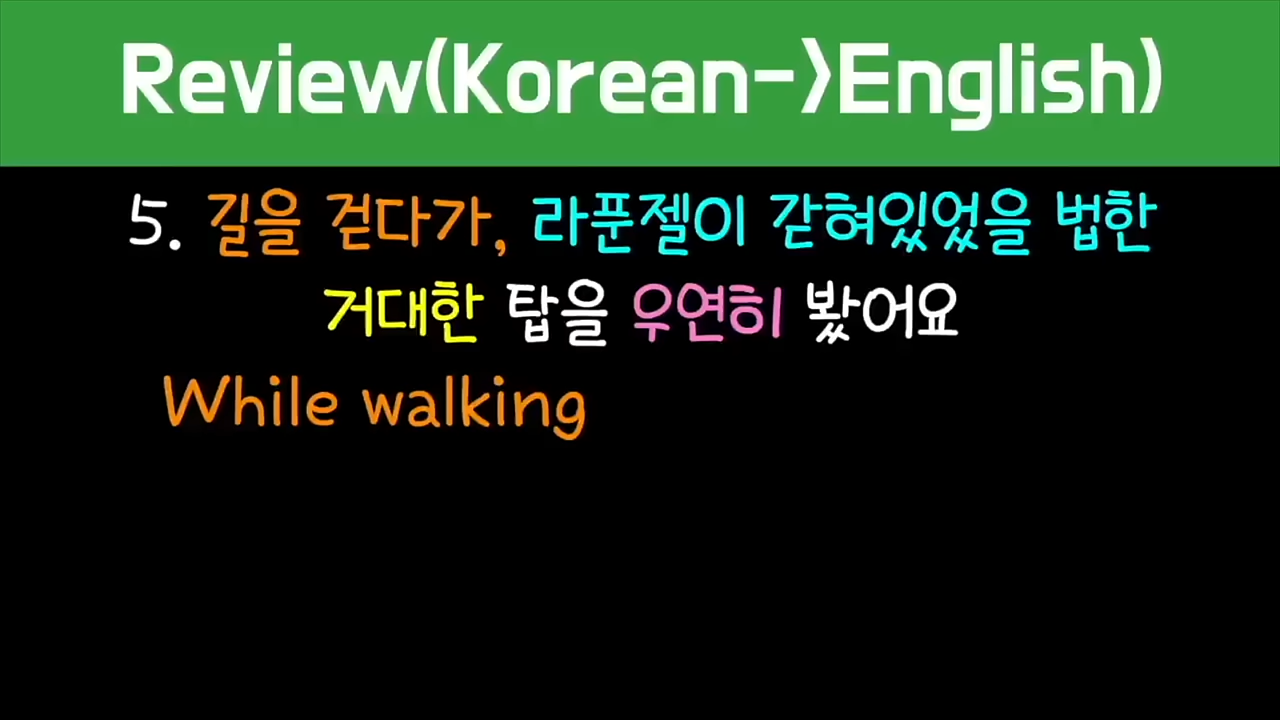 Review(Korean->English)
5. 길을 걷다가, 라푼젤이 갇혀있었을 법한
거대한 탑을 우연히 봤어요
While walking